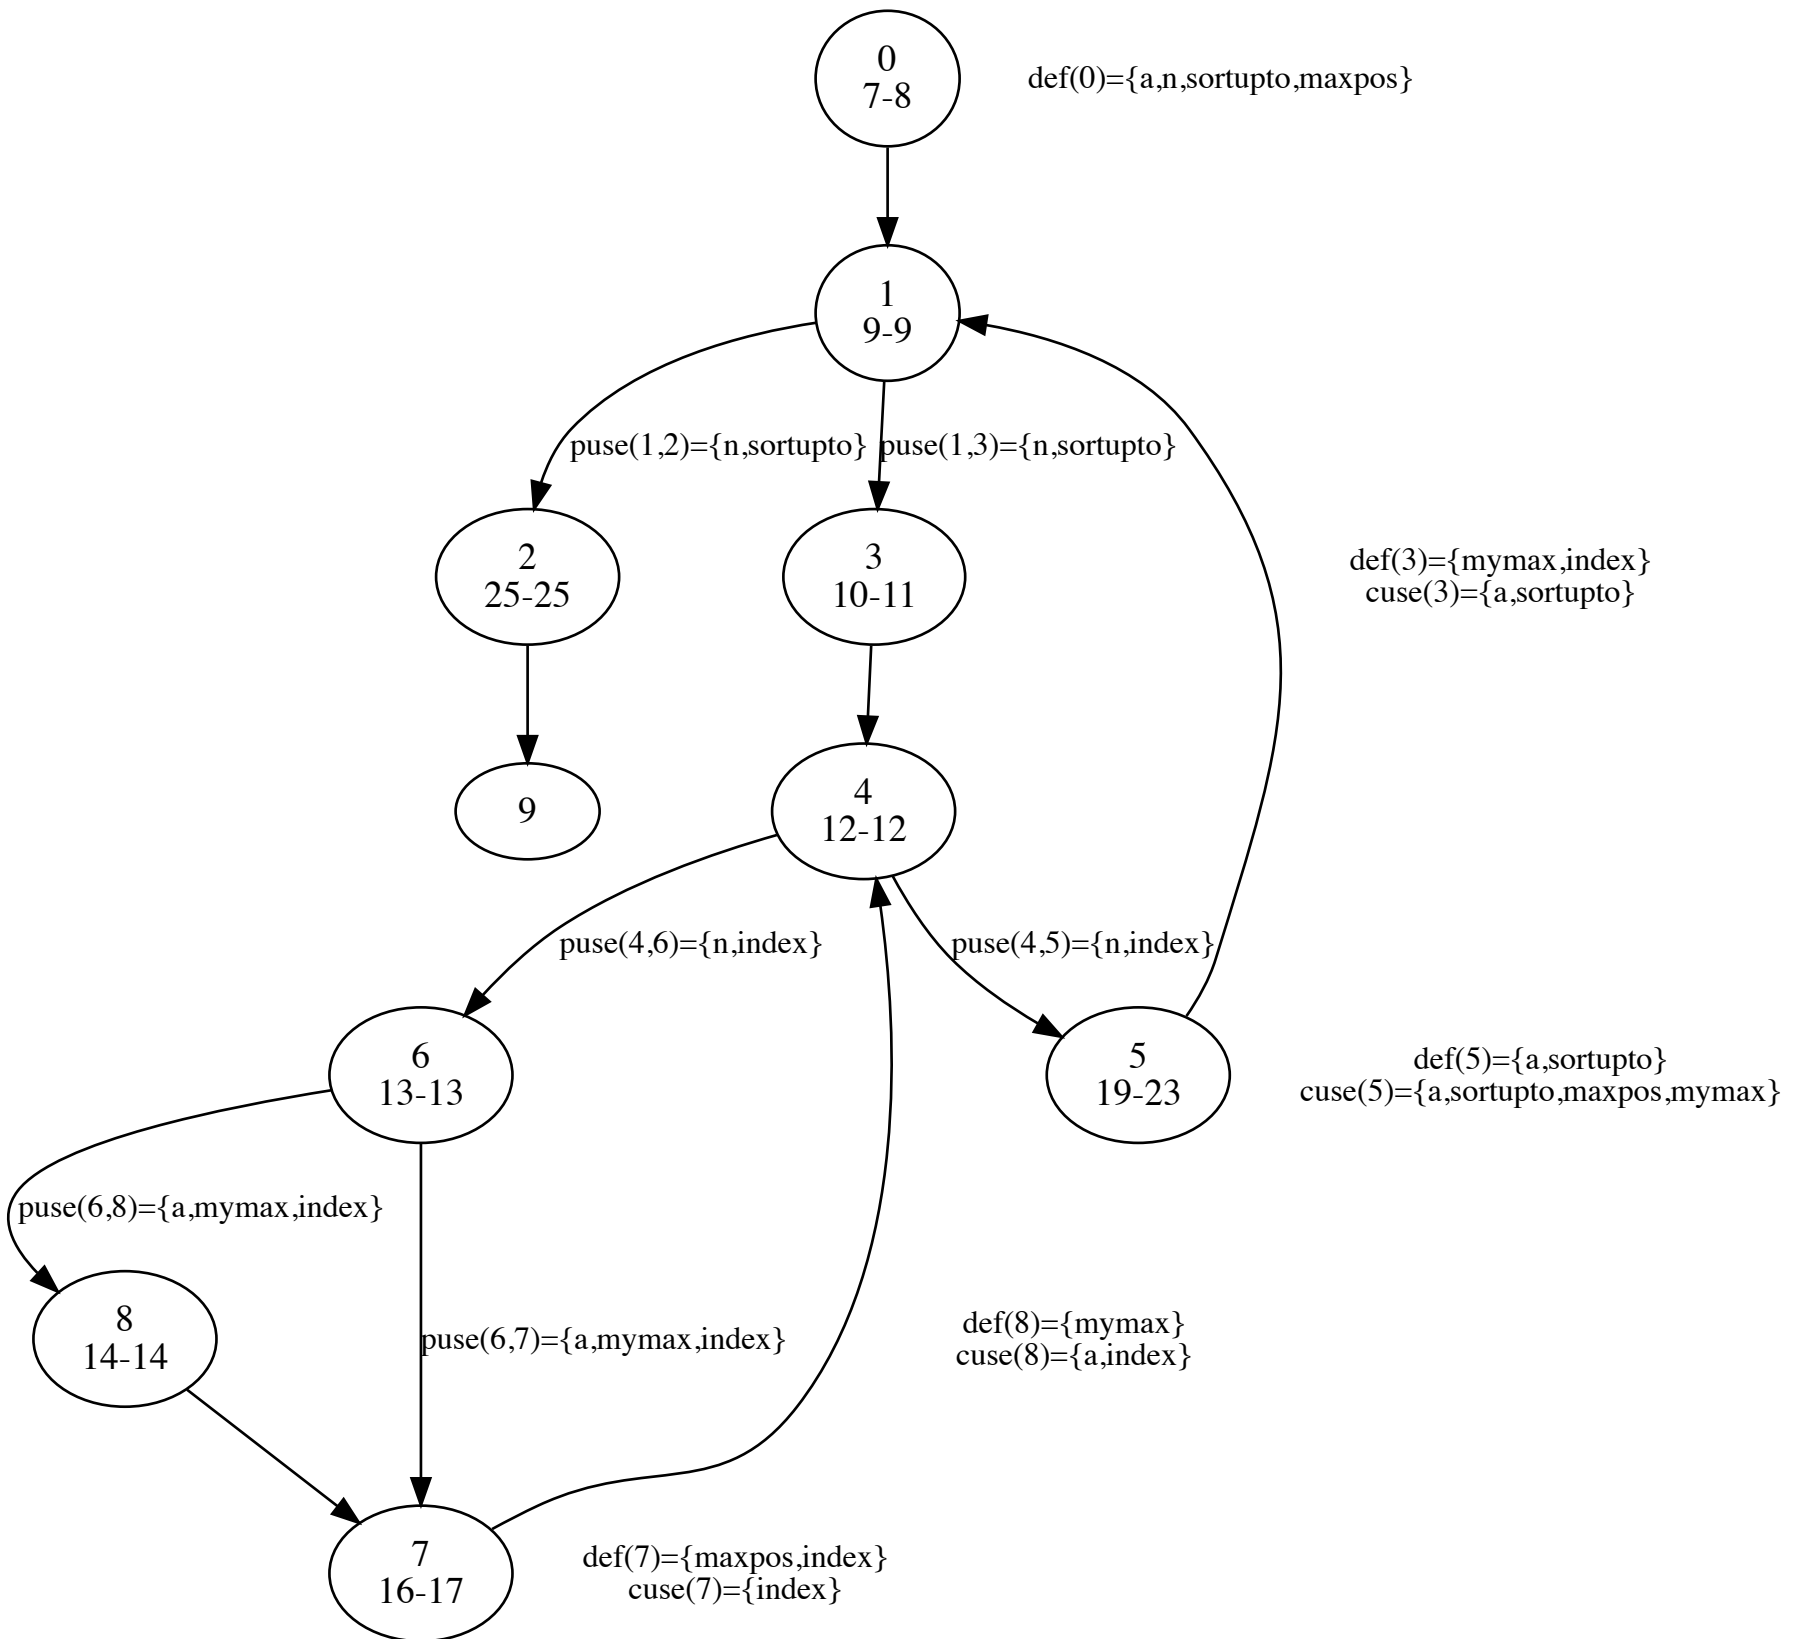 0
7-8
def(0)={a,n,sortupto,maxpos}
1
9-9
puse(1,2)={n,sortupto}
puse(1,3)={n,sortupto}
2
25-25
3
10-11
def(3)={mymax,index}
cuse(3)={a,sortupto}
9
4
12-12
puse(4,6)={n,index}
puse(4,5)={n,index}
6
13-13
5
19-23
def(5)={a,sortupto}
cuse(5)={a,sortupto,maxpos,mymax}
puse(6,8)={a,mymax,index}
8
14-14
puse(6,7)={a,mymax,index}
def(8)={mymax}
cuse(8)={a,index}
7
16-17
def(7)={maxpos,index}
cuse(7)={index}